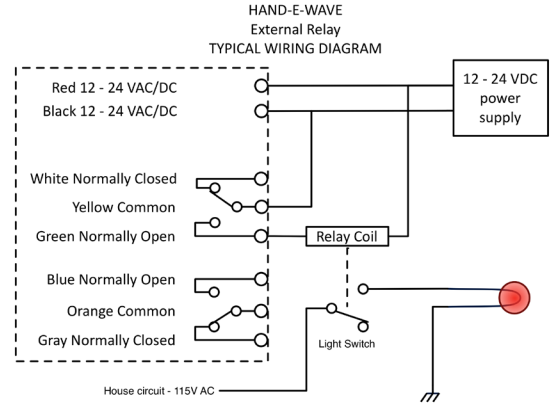 HAND-E-WAVE
External Relay
TYPICAL WIRING DIAGRAM
Red 12 - 24 VAC/DC
Black 12 - 24 VAC/DC
12 - 24 VDC
power
supply
White Normally Closed
Yellow Common
Green Normally Open
Relay Coil
Blue Normally Open
Orange Common
Gray Normally Closed
Light Switch
House circuit - 115V AC